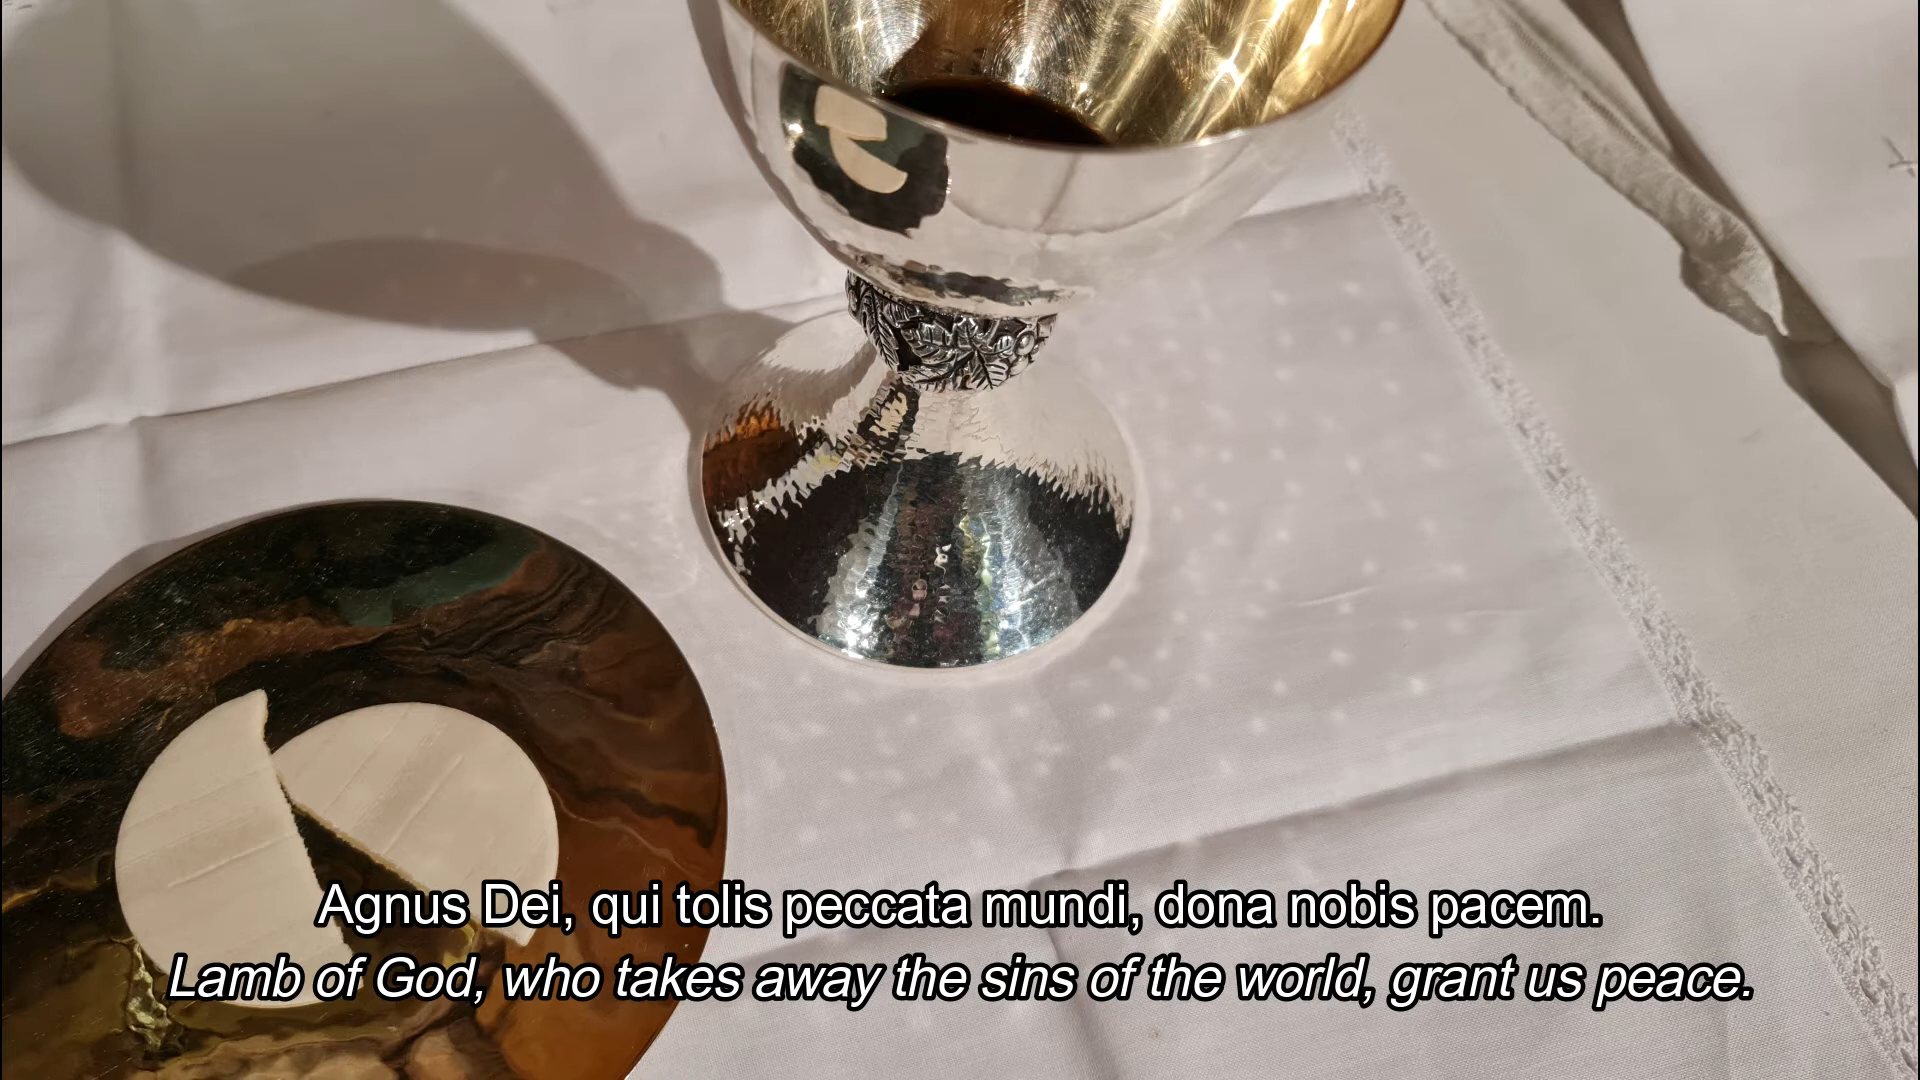 Agnus Dei, qui tolis peccata mundi, dona nobis pacem.
Lamb of God, who takes away the sins of the world, grant us peace.